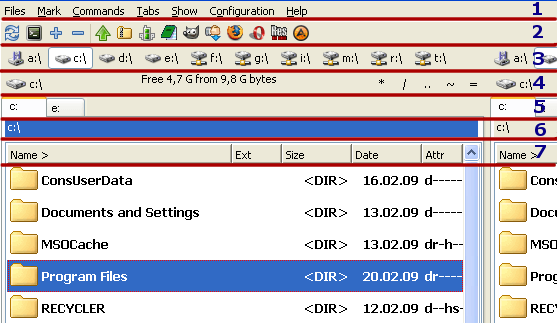 Files Mark Commands Tabs Show Configuration Help 1
2
a:\ c:\ d:\ e:\ f:\ g:\ i:\ m:\ r:\ t:\ a:\ 3
c:\ Free 4,7 G from 9,8 G bytes * / .. ~ = c:\ 4
c: e: c: 5
c:\ c:\ 6
Name > Ext Size Date Attr Name > 7
ConsUserData <DIR> 16.02.09 d----- Cons
Documents and Settings <DIR> 13.02.09 d----- Docu
MSOCache <DIR> 13.02.09 dr-h-- MSO
Program Files <DIR> 20.02.09 dr---- Prog
RECYCLER <DIR> 12.02.09 d--hs- REC